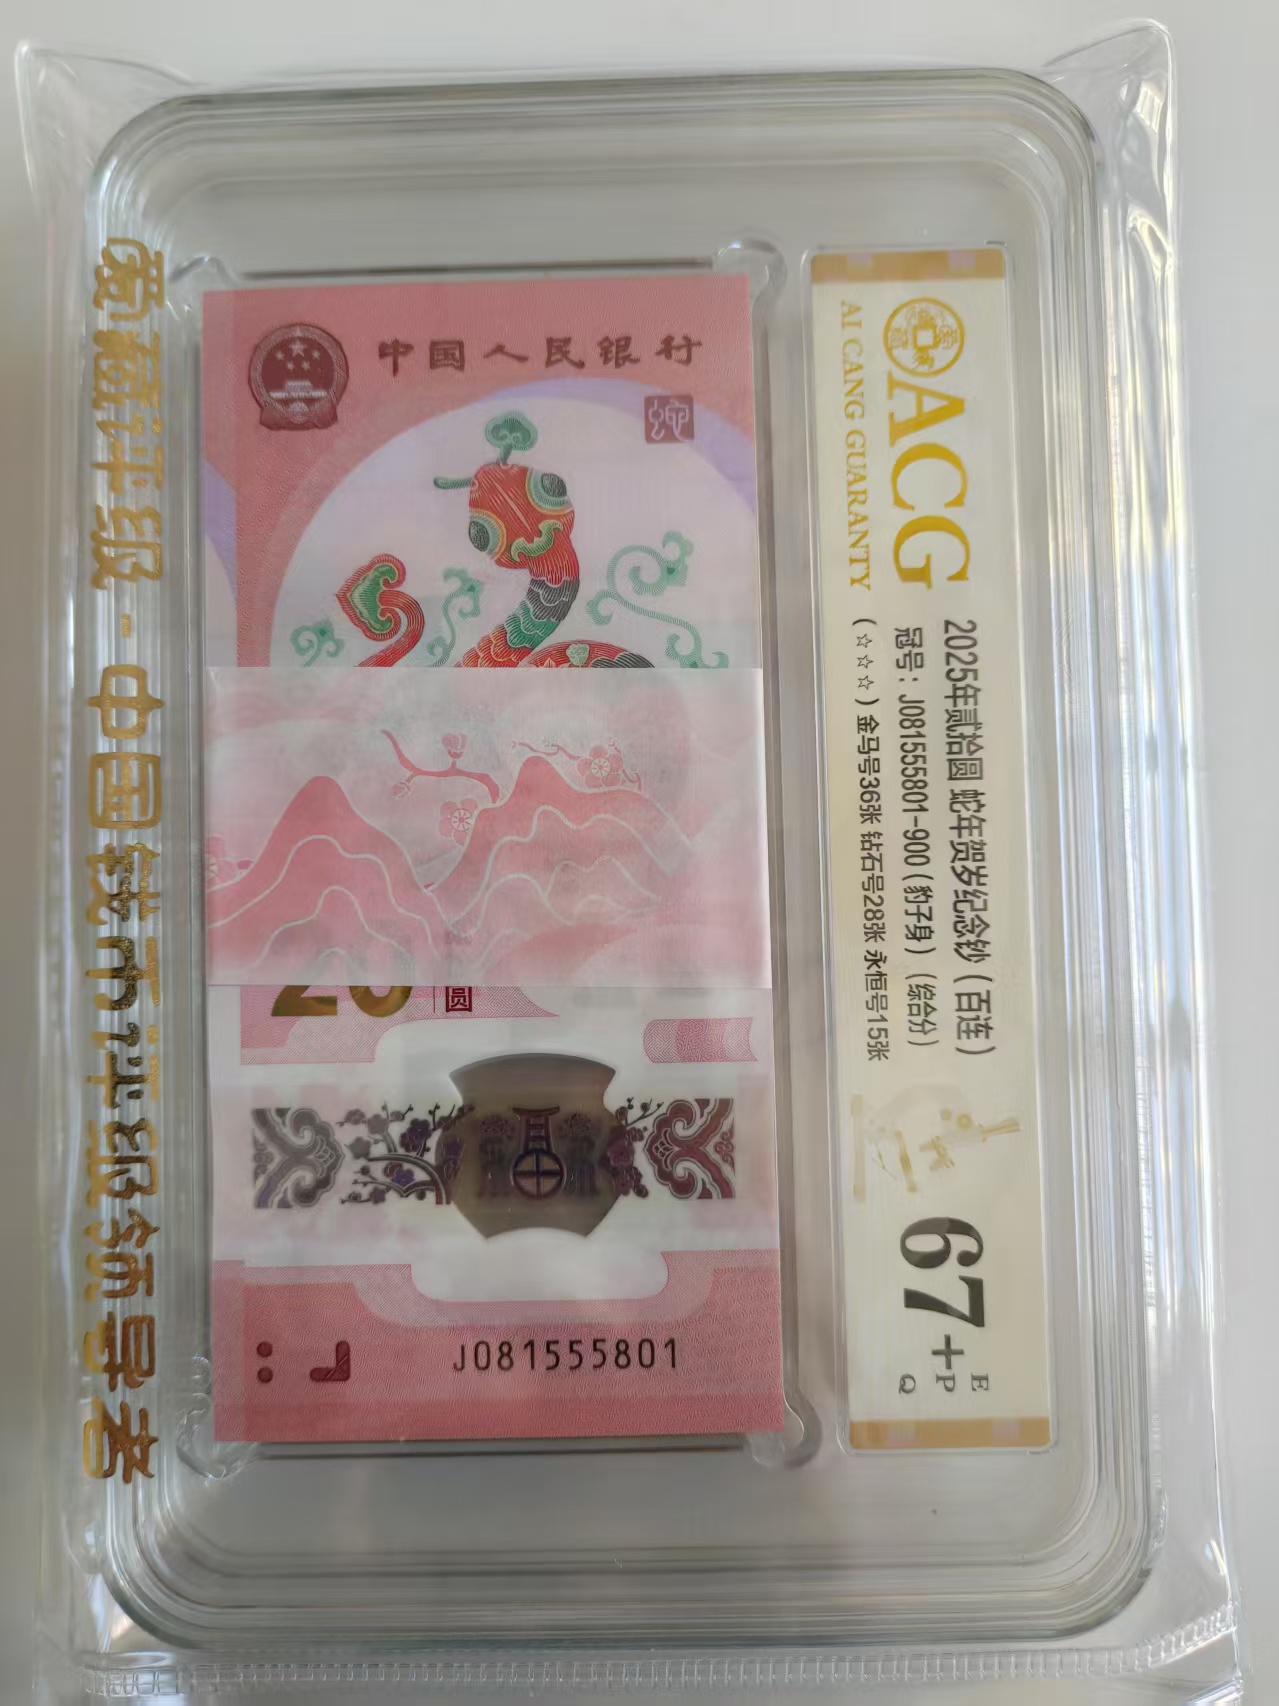 爱藏评级 - 中国钱币评级领导者
中国人民银行
蛇
20
圆
J081555801
ACG
AI CANG GUARANTY
2025年贰拾圆 蛇年贺岁纪念钞(百连)
冠号: J081555801-900(豹子身)(综合分)
(☆☆☆) 金马号36张 钻石号28张 永恒号15张
67+
E
P
Q